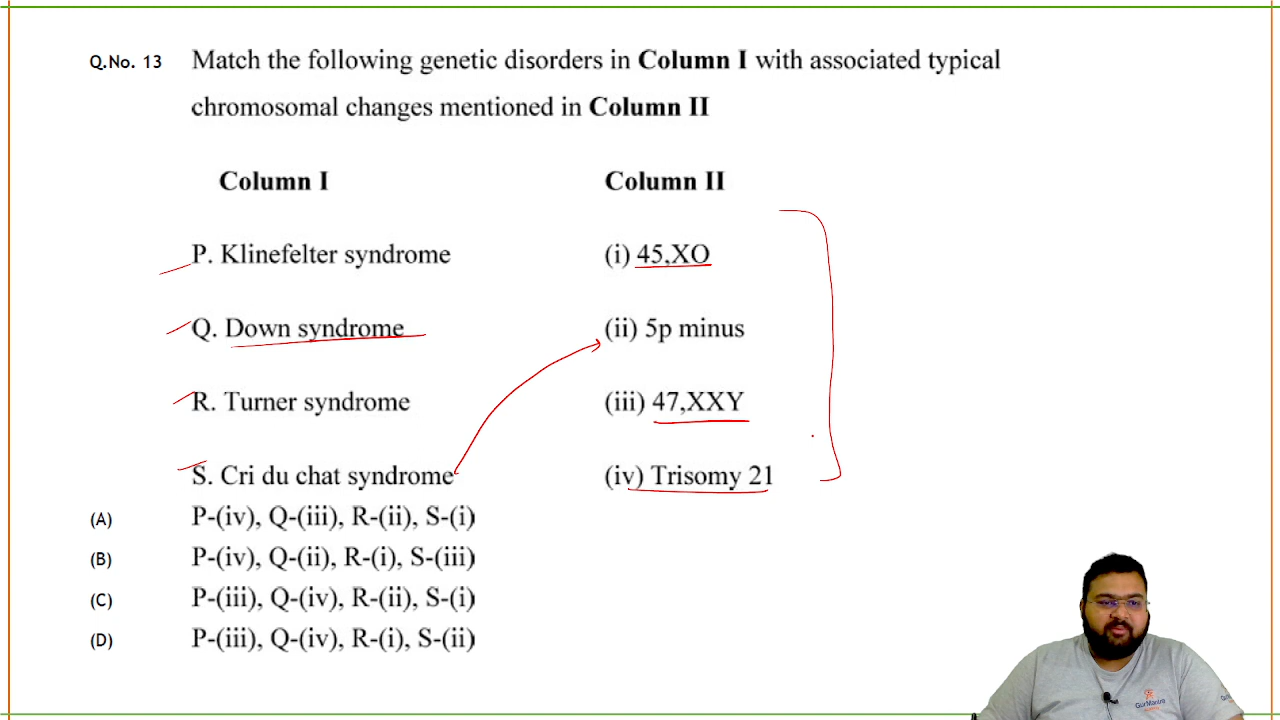 Q.No. 13 Match the following genetic disorders in Column I with associated typical
chromosomal changes mentioned in Column II
Column I Column II
P. Klinefelter syndrome (i) 45,XO
Q. Down syndrome (ii) 5p minus
R. Turner syndrome (iii) 47,XXY
S. Cri du chat syndrome (iv) Trisomy 21
(A) P-(iv), Q-(iii), R-(ii), S-(i)
(B) P-(iv), Q-(ii), R-(i), S-(iii)
(C) P-(iii), Q-(iv), R-(ii), S-(i)
(D) P-(iii), Q-(iv), R-(i), S-(ii)
GurMantra